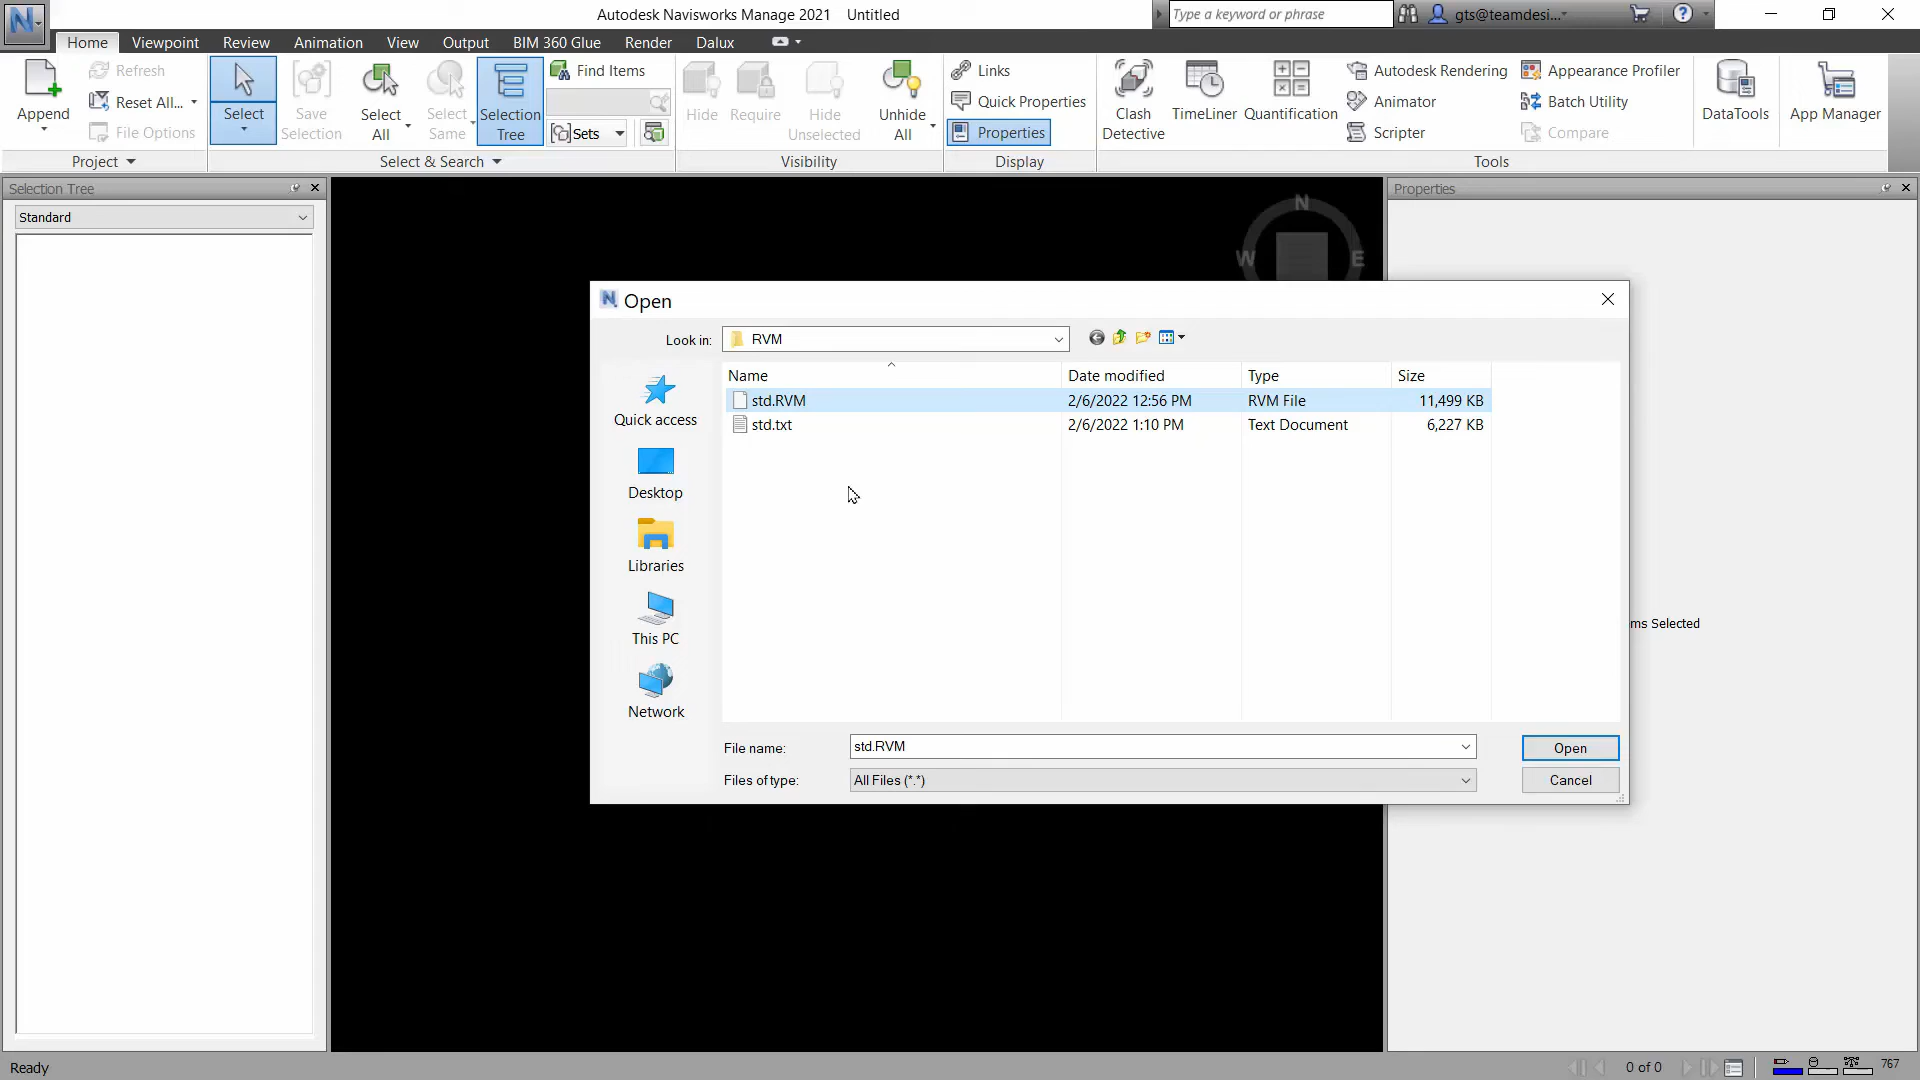 Autodesk Navisworks Manage 2021 Untitled
Type a keyword or phrase
gts@teamdesi...
Home Viewpoint Review Animation View Output BIM 360 Glue Render Dalux
Append
Refresh
Reset All...
File Options
Project
Select
Save
Selection
Select
All
Select
Same
Selection
Tree
Find Items
Sets
Select & Search
Hide
Require
Hide
Unselected
Unhide
All
Visibility
Links
Quick Properties
Properties
Display
Clash
Detective
TimeLiner
Quantification
Autodesk Rendering
Animator
Scripter
Appearance Profiler
Batch Utility
Compare
Tools
DataTools
App Manager
Selection Tree
Standard
N
W
E
Properties
ms Selected
Open
Look in: RVM
Quick access
Desktop
Libraries
This PC
Network
Name Date modified Type Size
std.RVM 2/6/2022 12:56 PM RVM File 11,499 KB
std.txt 2/6/2022 1:10 PM Text Document 6,227 KB
File name: std.RVM
Open
Files of type: All Files (*.*)
Cancel
Ready
0 of 0
767